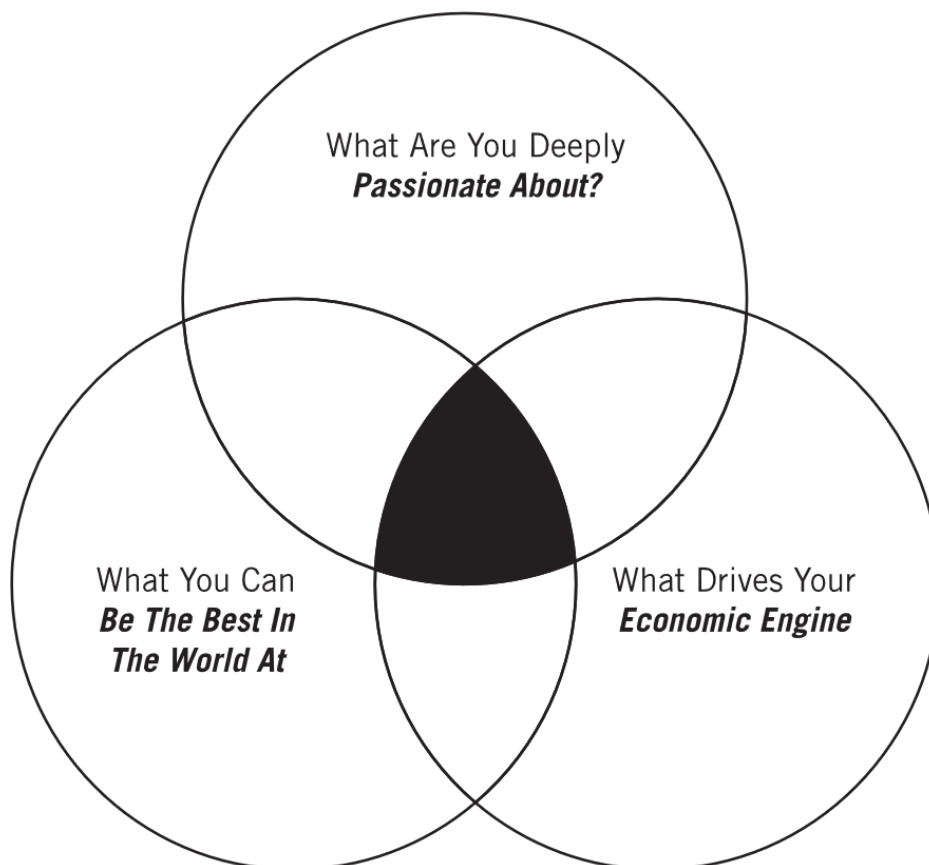 What Are You Deeply
Passionate About?
What You Can
Be The Best In
The World At
What Drives Your
Economic Engine